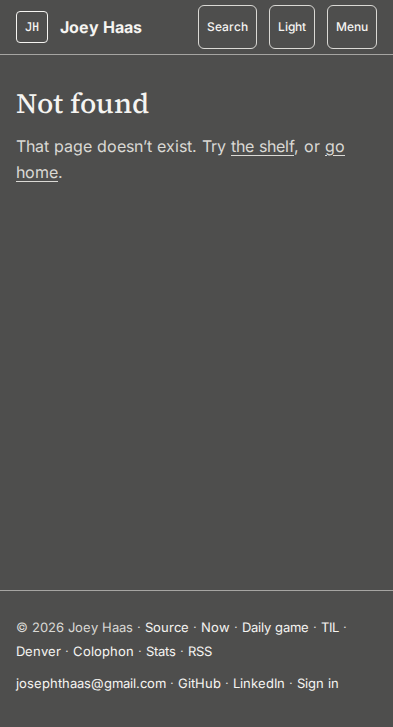 JH Joey Haas Search Light Menu
Not found
That page doesn’t exist. Try the shelf, or go
home.
© 2026 Joey Haas · Source · Now · Daily game · TIL ·
Denver · Colophon · Stats · RSS
josephthaas@gmail.com · GitHub · LinkedIn · Sign in